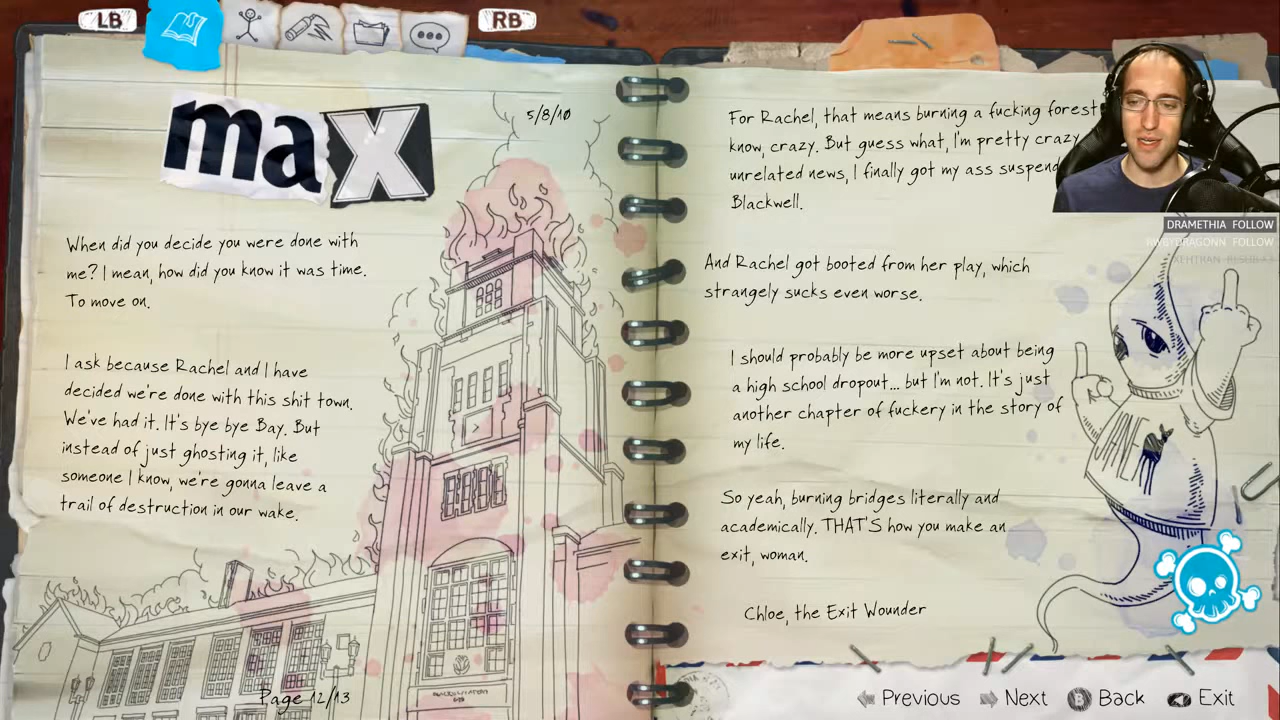 LB
RB
max
5/8/10
When did you decide you were done with
me? I mean, how did you know it was time.
To move on.
I ask because Rachel and I have
decided we're done with this shit town.
We've had it. It's bye bye Bay. But
instead of just ghosting it, like
someone I know, we're gonna leave a
trail of destruction in our wake.
Page 12/13
For Rachel, that means burning a fucking forest
know, crazy. But guess what, I'm pretty crazy
unrelated news, I finally got my ass suspend
Blackwell.
And Rachel got booted from her play, which
strangely sucks even worse.
I should probably be more upset about being
a high school dropout... but I'm not. It's just
another chapter of fuckery in the story of
my life.
So yeah, burning bridges literally and
academically. THAT'S how you make an
exit, woman.
Chloe, the Exit Wounder
JANE
DRAMETHIA FOLLOW
RWBYDRAGONN FOLLOW
Previous
Next
B Back
Exit